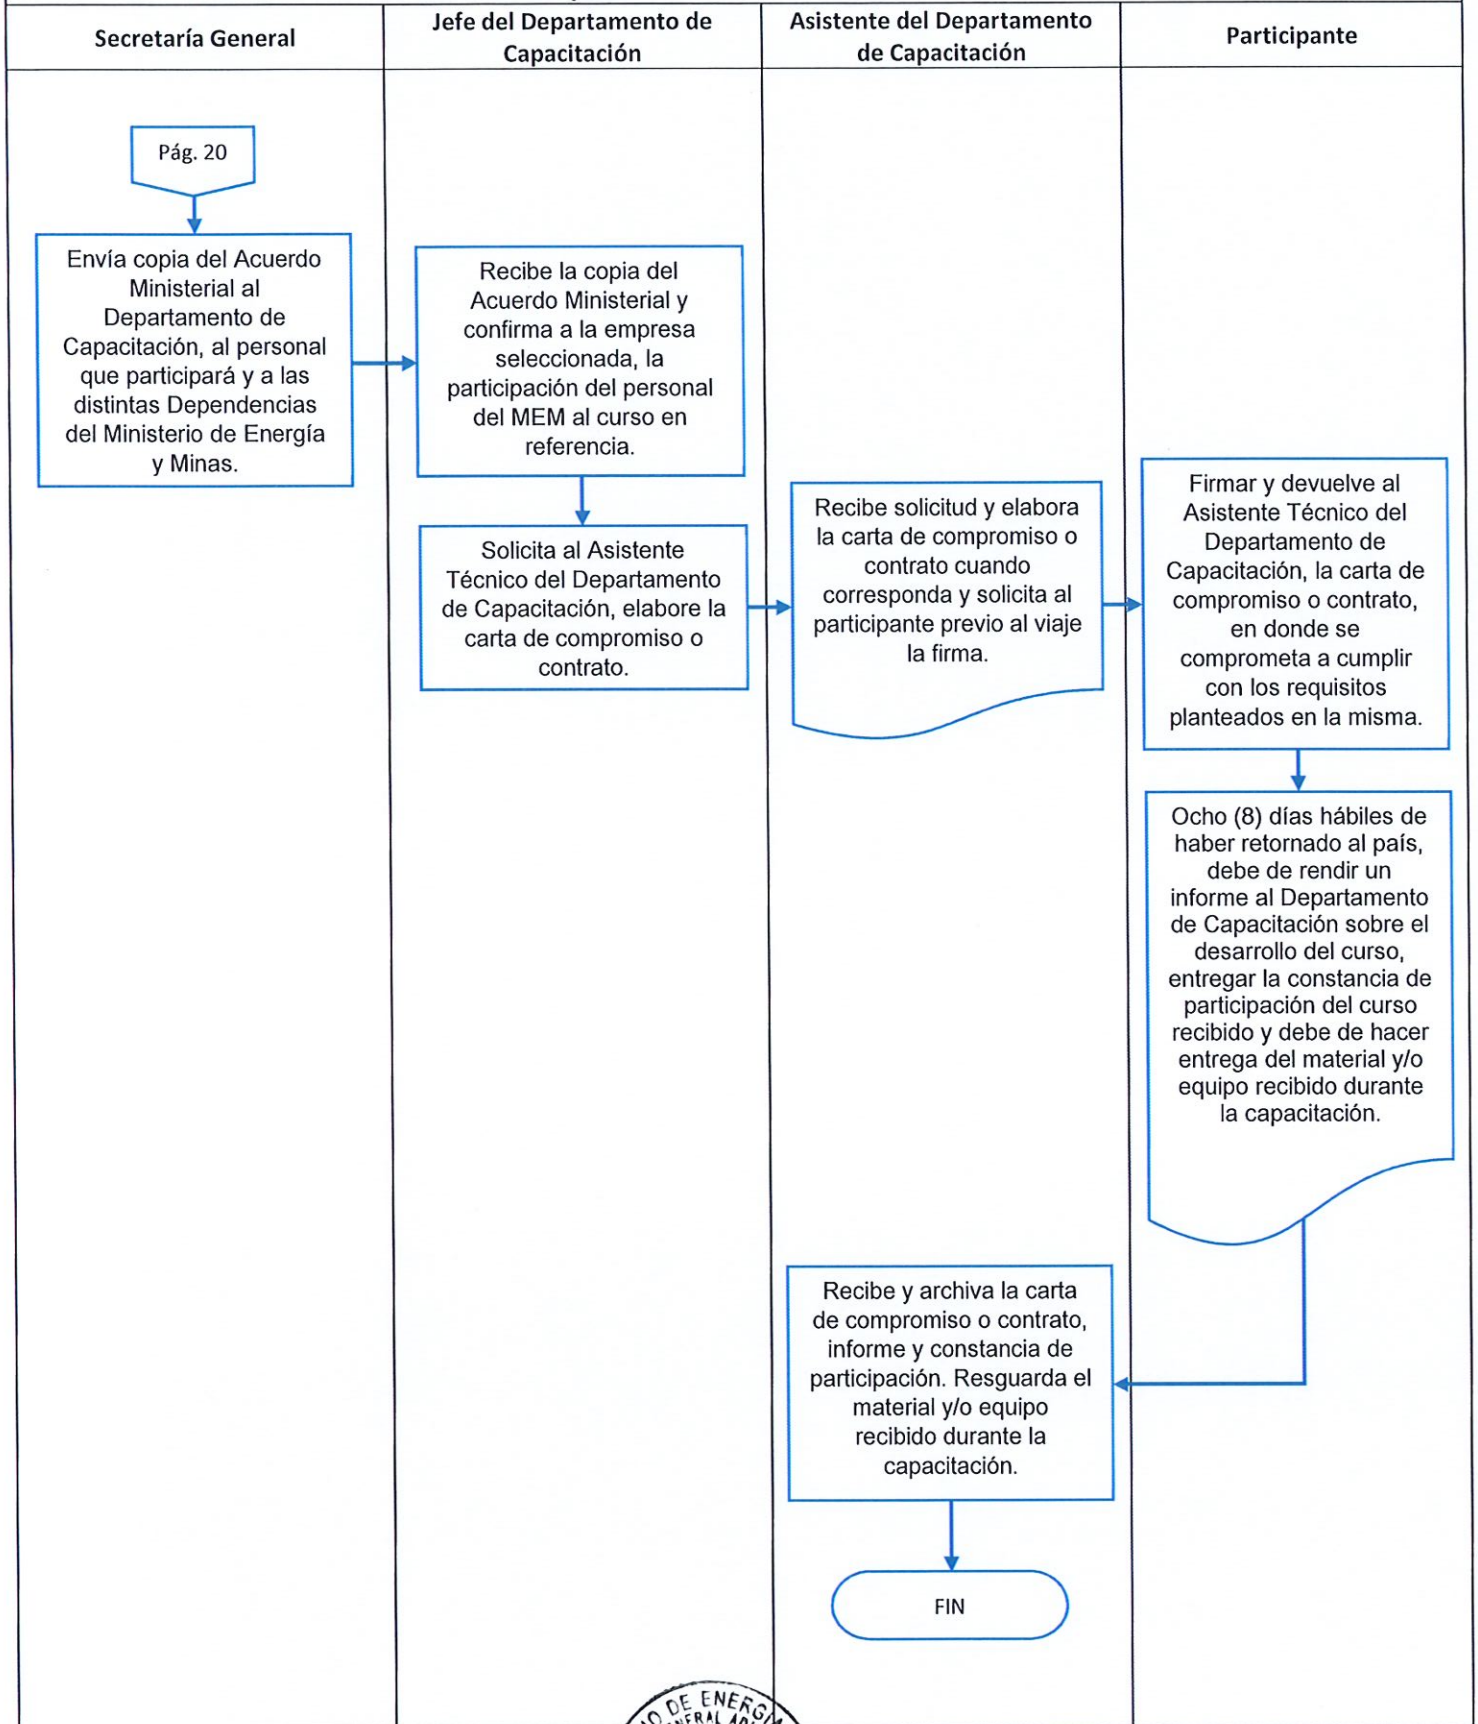 Secretaría General
Jefe del Departamento de
Capacitación
Asistente del Departamento
de Capacitación
Participante
Pág. 20
Envía copia del Acuerdo
Ministerial al
Departamento de
Capacitación, al personal
que participará y a las
distintas Dependencias
del Ministerio de Energía
y Minas.
Recibe la copia del
Acuerdo Ministerial y
confirma a la empresa
seleccionada, la
participación del personal
del MEM al curso en
referencia.
Solicita al Asistente
Técnico del Departamento
de Capacitación, elabore la
carta de compromiso o
contrato.
Recibe solicitud y elabora
la carta de compromiso o
contrato cuando
corresponda y solicita al
participante previo al viaje
la firma.
Firmar y devuelve al
Asistente Técnico del
Departamento de
Capacitación, la carta de
compromiso o contrato,
en donde se
comprometa a cumplir
con los requisitos
planteados en la misma.
Ocho (8) días hábiles de
haber retornado al país,
debe de rendir un
informe al Departamento
de Capacitación sobre el
desarrollo del curso,
entregar la constancia de
participación del curso
recibido y debe de hacer
entrega del material y/o
equipo recibido durante
la capacitación.
Recibe y archiva la carta
de compromiso o contrato,
informe y constancia de
participación. Resguarda el
material y/o equipo
recibido durante la
capacitación.
FIN
DE ENERG